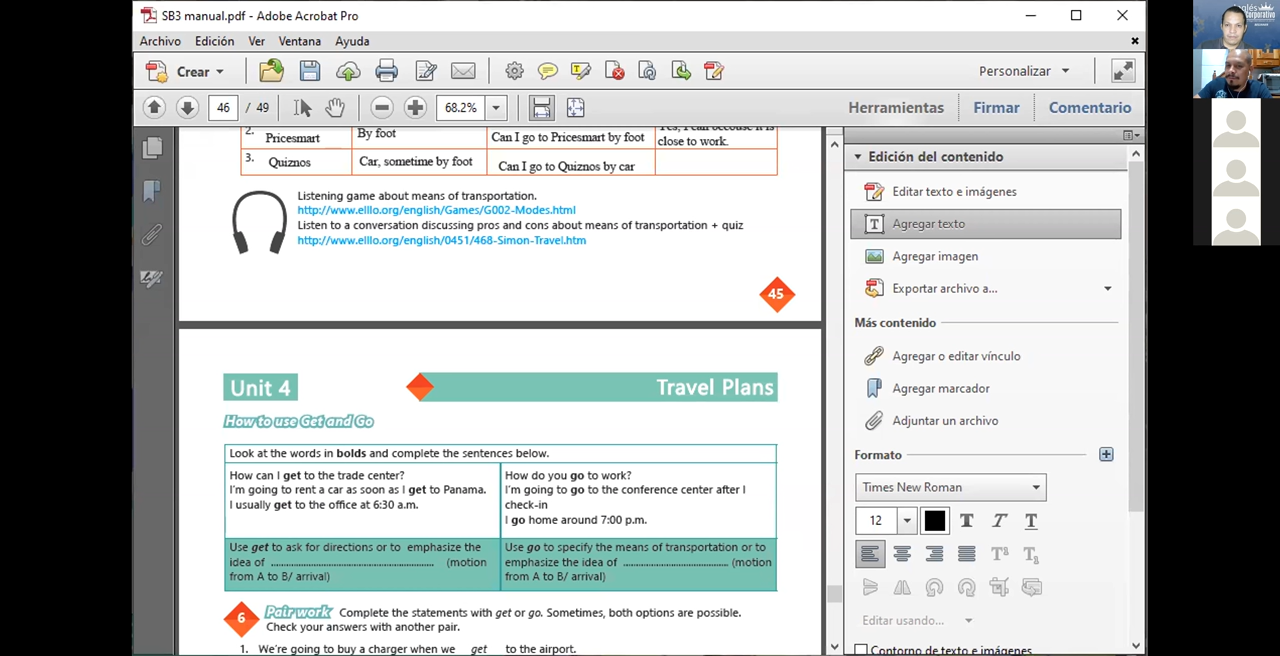 SB3 manual.pdf - Adobe Acrobat Pro
Archivo Edición Ver Ventana Ayuda
Crear
Personalizar
46 / 49
68.2%
Herramientas Firmar Comentario
2. Pricesmart By foot Can I go to Pricesmart by foot Yes, I can because it is
close to work.
3. Quiznos Car, sometime by foot Can I go to Quiznos by car
Listening game about means of transportation.
http://www.elllo.org/english/Games/G002-Modes.html
Listen to a conversation discussing pros and cons about means of transportation + quiz
http://www.elllo.org/english/0451/468-Simon-Travel.htm
45
Unit 4 Travel Plans
How to use Get and Go
Look at the words in bolds and complete the sentences below.
How can I get to the trade center?
I'm going to rent a car as soon as I get to Panama.
I usually get to the office at 6:30 a.m.
How do you go to work?
I'm going to go to the conference center after I
check-in
I go home around 7:00 p.m.
Use get to ask for directions or to emphasize the
idea of ................................................ (motion
from A to B/ arrival)
Use go to specify the means of transportation or to
emphasize the idea of ............................... (motion
from A to B/ arrival)
6 Pair work Complete the statements with get or go. Sometimes, both options are possible.
Check your answers with another pair.
1. We're going to buy a charger when we get to the airport.
Edición del contenido
Editar texto e imágenes
Agregar texto
Agregar imagen
Exportar archivo a...
Más contenido
Agregar o editar vínculo
Agregar marcador
Adjuntar un archivo
Formato
Times New Roman
12
Editar usando...
Contorno de texto e imágenes
Inglés
Corporativo